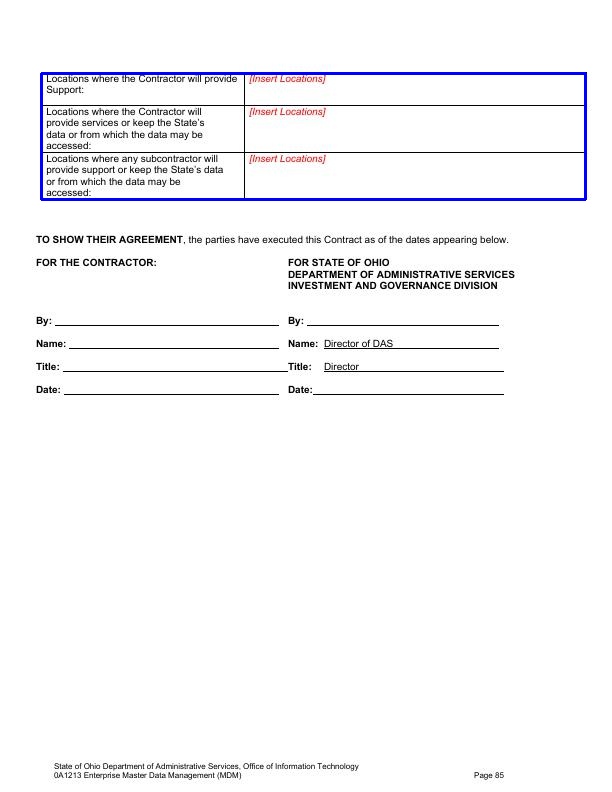 Locations where the Contractor will provide
Support:
[Insert Locations]
Locations where the Contractor will
provide services or keep the State's
data or from which the data may be
accessed:
[Insert Locations]
Locations where any subcontractor will
provide support or keep the State's data
or from which the data may be
accessed:
[Insert Locations]
TO SHOW THEIR AGREEMENT, the parties have executed this Contract as of the dates appearing below.
FOR THE CONTRACTOR:
FOR STATE OF OHIO
DEPARTMENT OF ADMINISTRATIVE SERVICES
INVESTMENT AND GOVERNANCE DIVISION
By:
By:
Name:
Name: Director of DAS
Title:
Title: Director
Date:
Date:
State of Ohio Department of Administrative Services, Office of Information Technology
0A1213 Enterprise Master Data Management (MDM)
Page 85